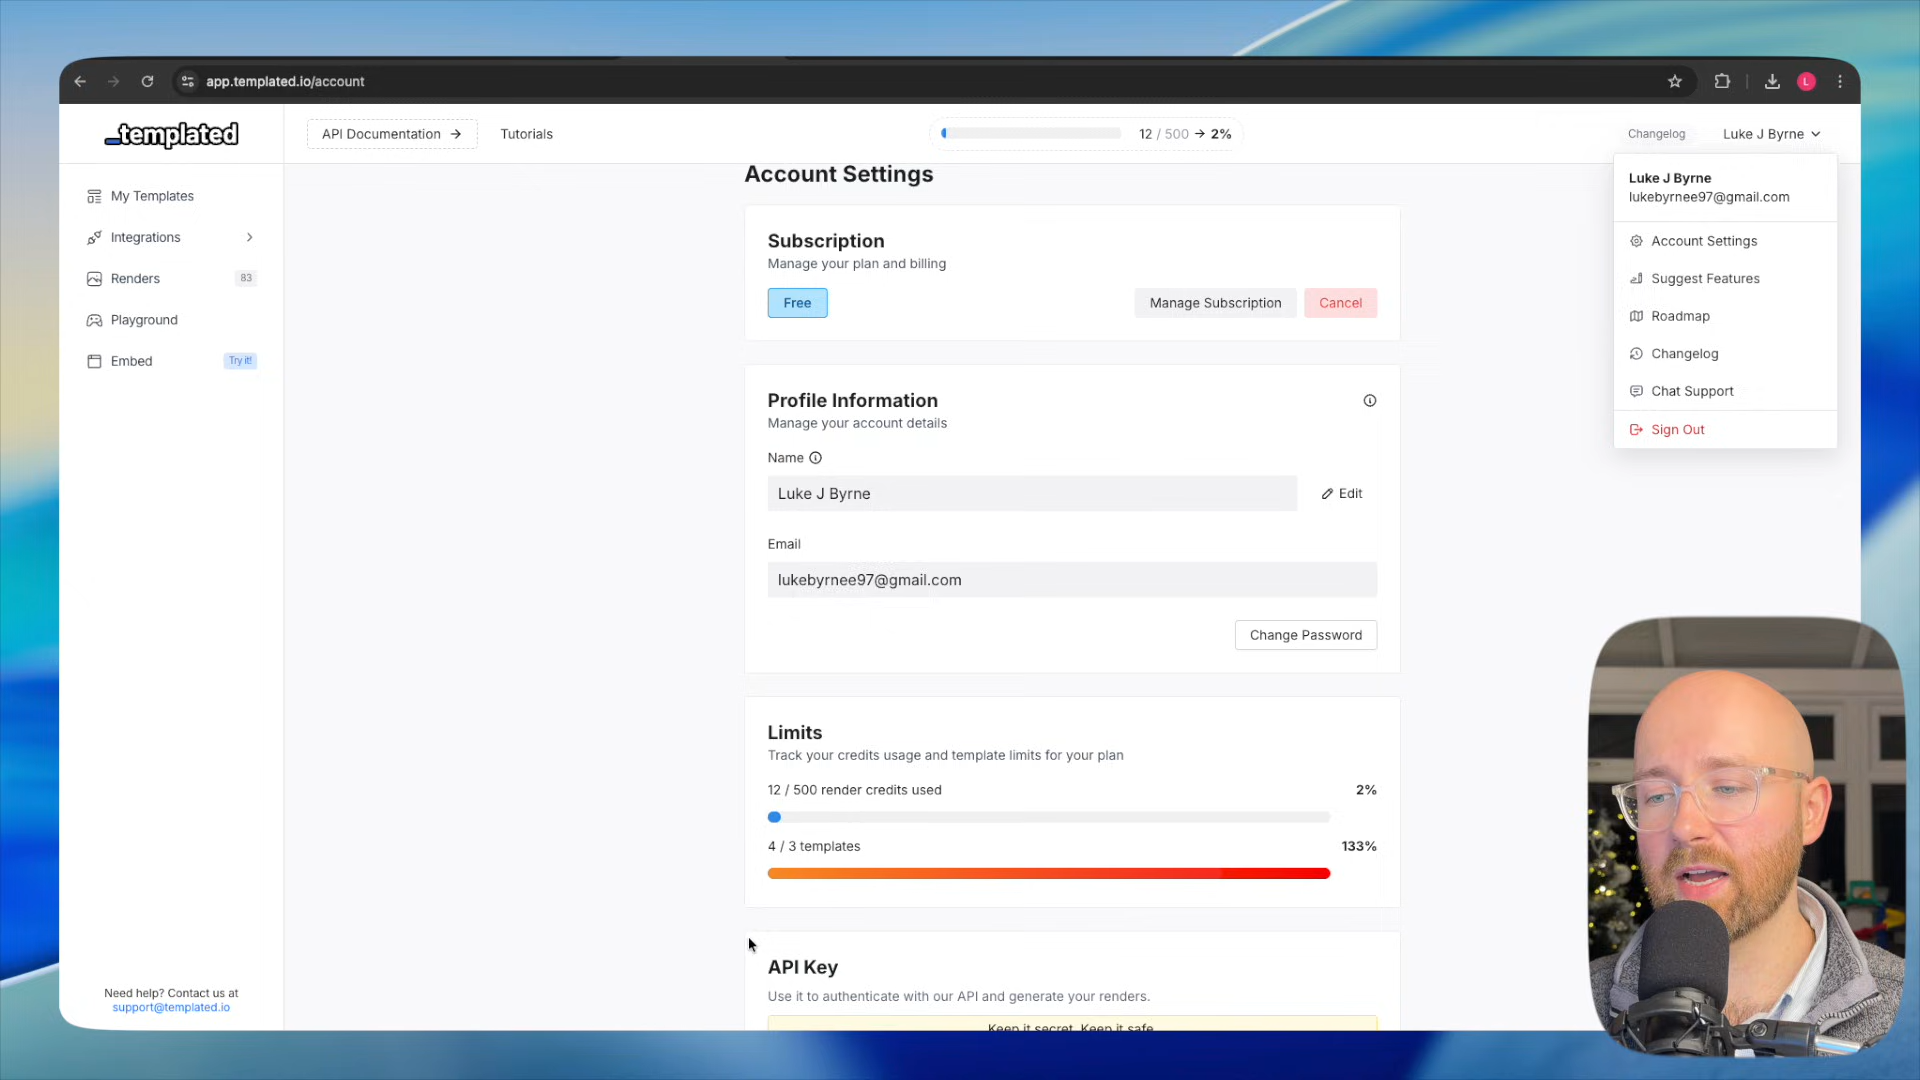 app.templated.io/account
L
_templated
API Documentation →
Tutorials
12 / 500 → 2%
Changelog
Luke J Byrne
Luke J Byrne
lukebyrnee97@gmail.com
Account Settings
Suggest Features
Roadmap
Changelog
Chat Support
Sign Out
My Templates
Integrations
Renders
83
Playground
Embed
Try it!
Need help? Contact us at
support@templated.io
Account Settings
Subscription
Manage your plan and billing
Free
Manage Subscription
Cancel
Profile Information
Manage your account details
Name
Luke J Byrne
Edit
Email
lukebyrnee97@gmail.com
Change Password
Limits
Track your credits usage and template limits for your plan
12 / 500 render credits used
2%
4 / 3 templates
133%
API Key
Use it to authenticate with our API and generate your renders.
Keep it secret. Keep it safe